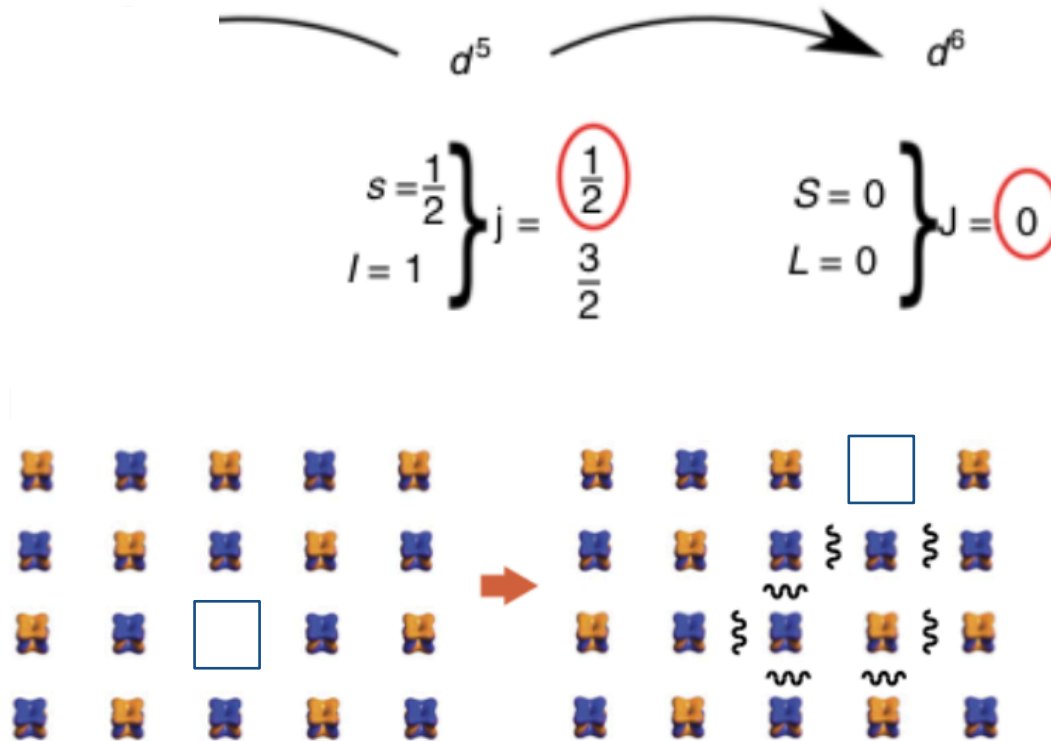 d⁵ d⁶
s = 1/2 } j = 1/2
l = 1 3/2
S = 0 } J = 0
L = 0